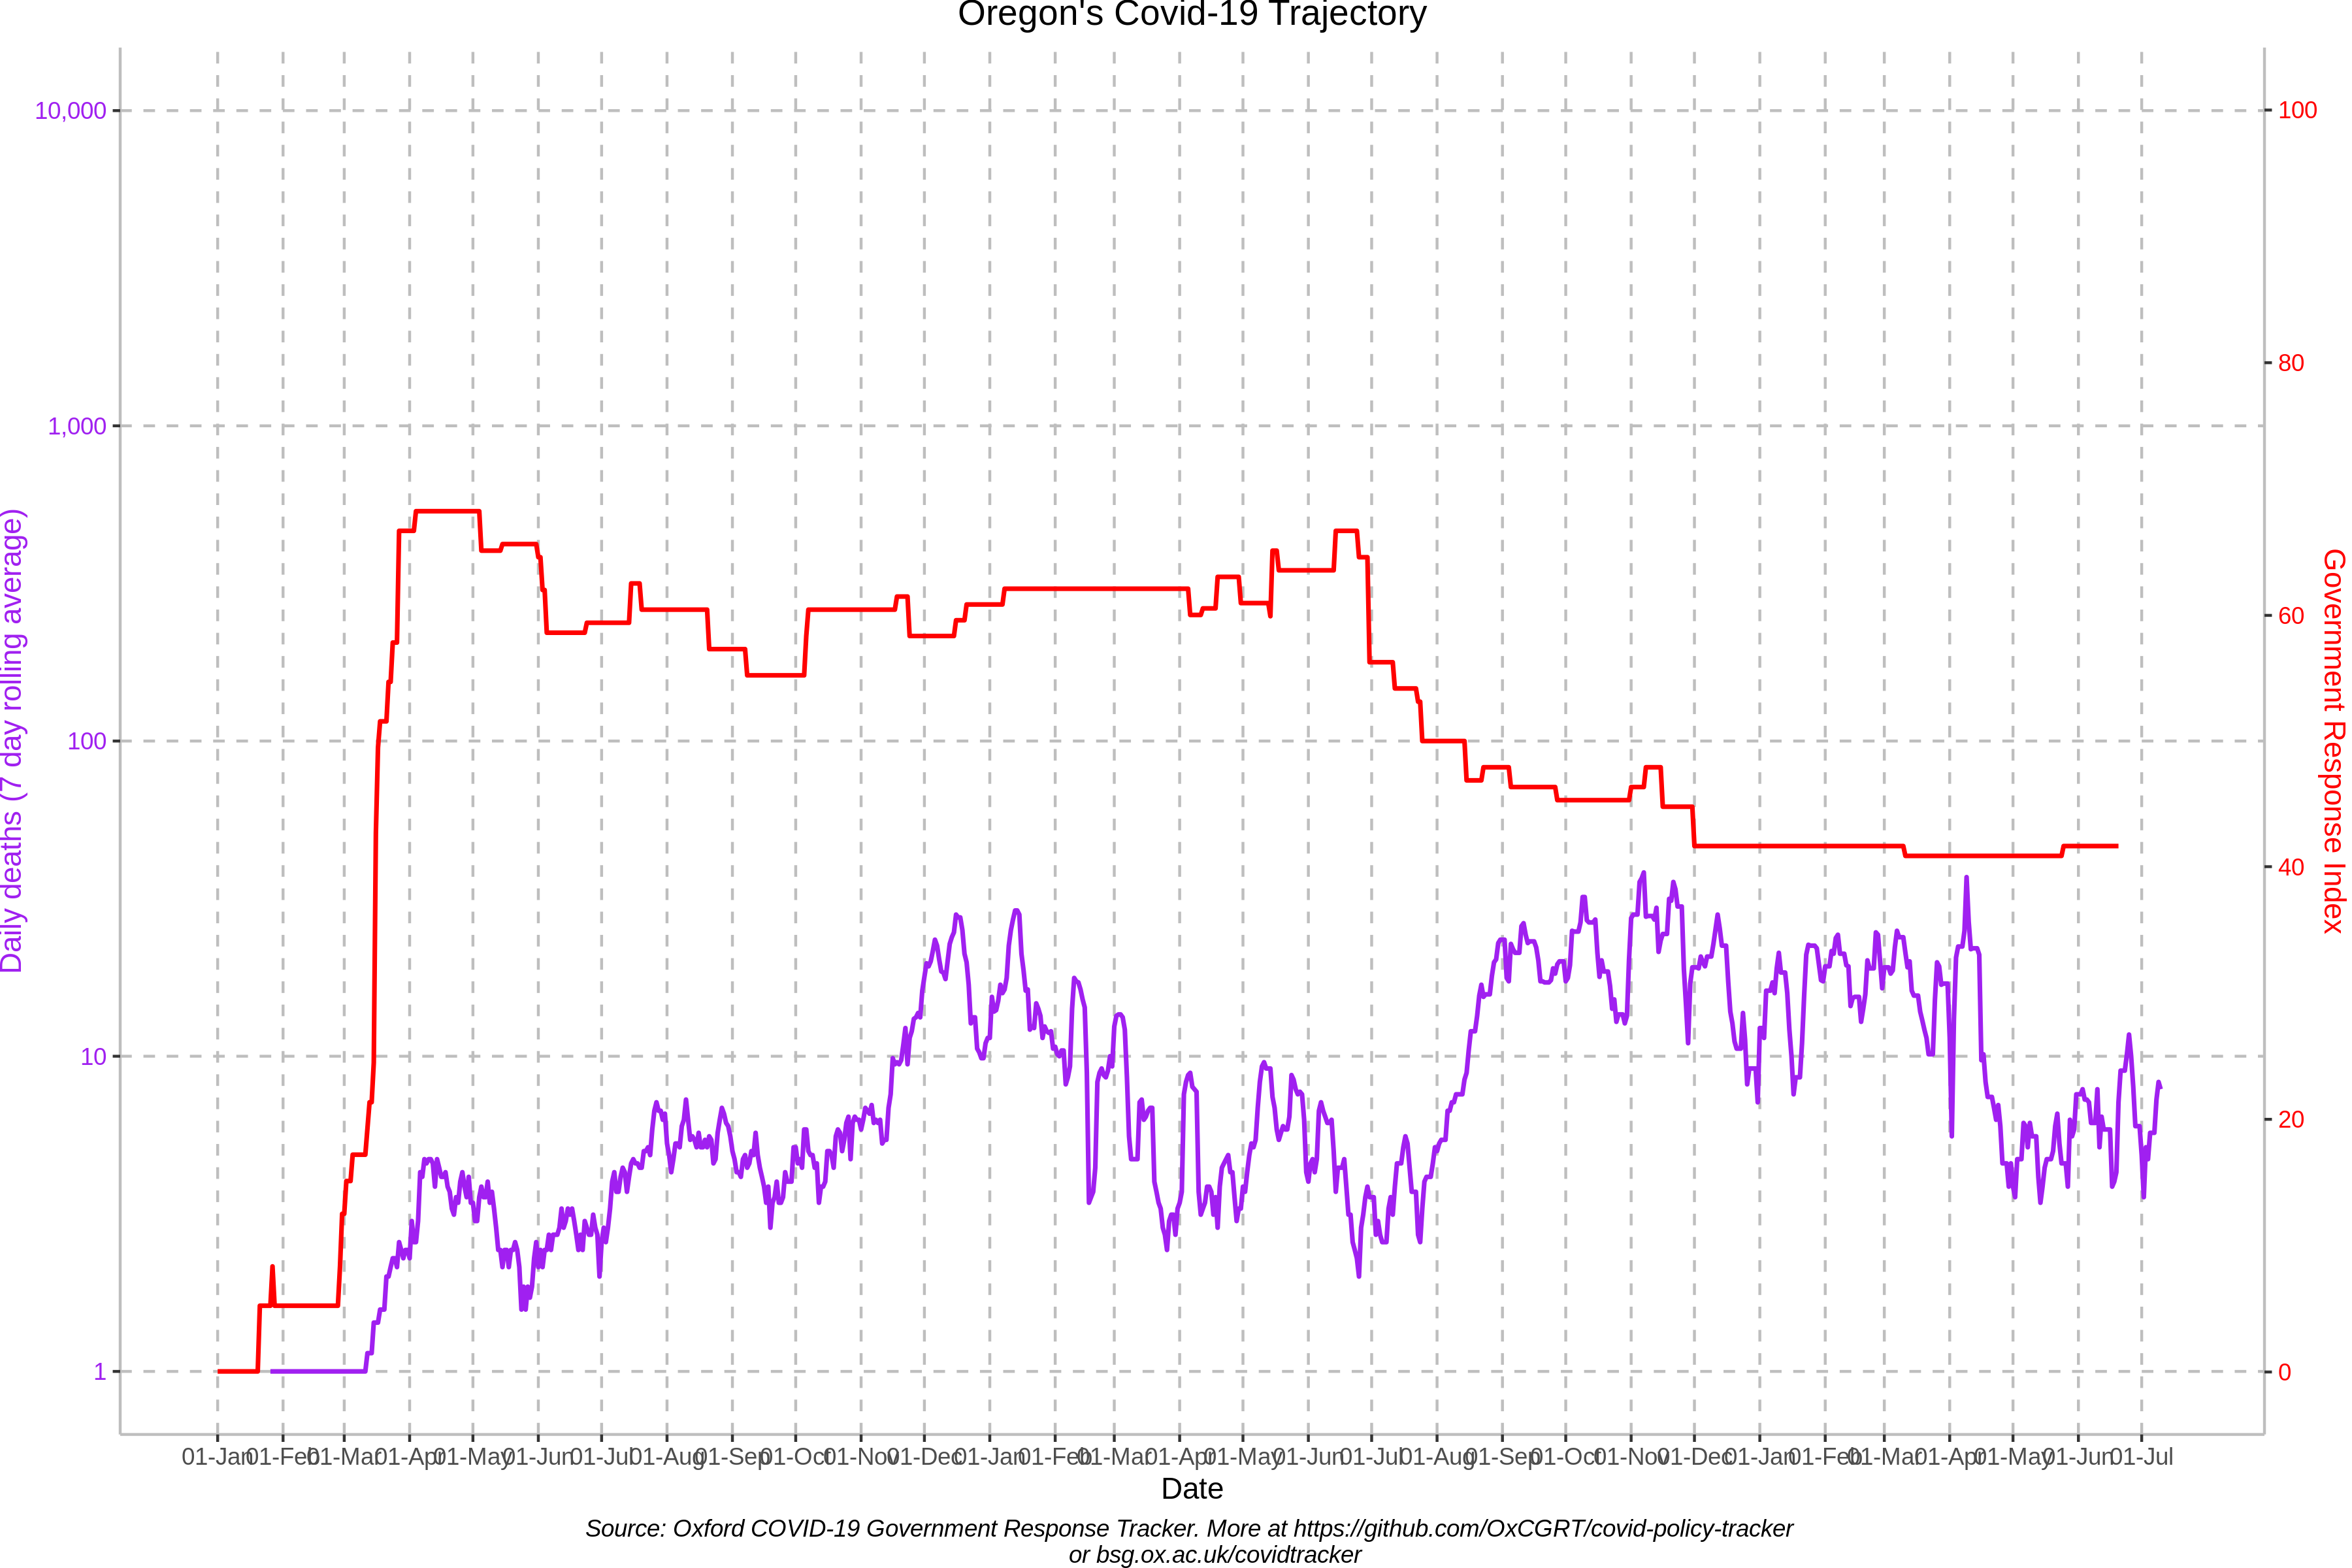 Oregon's Covid-19 Trajectory
10,000
1,000
100
10
1
Daily deaths (7 day rolling average)
100
80
60
40
20
0
Government Response Index
01-Jan 01-Feb 01-Mar 01-Apr 01-May 01-Jun 01-Jul 01-Aug 01-Sep 01-Oct 01-Nov 01-Dec 01-Jan 01-Feb 01-Mar 01-Apr 01-May 01-Jun 01-Jul 01-Aug 01-Sep 01-Oct 01-Nov 01-Dec 01-Jan 01-Feb 01-Mar 01-Apr 01-May 01-Jun 01-Jul
Date
Source: Oxford COVID-19 Government Response Tracker. More at https://github.com/OxCGRT/covid-policy-tracker
or bsg.ox.ac.uk/covidtracker